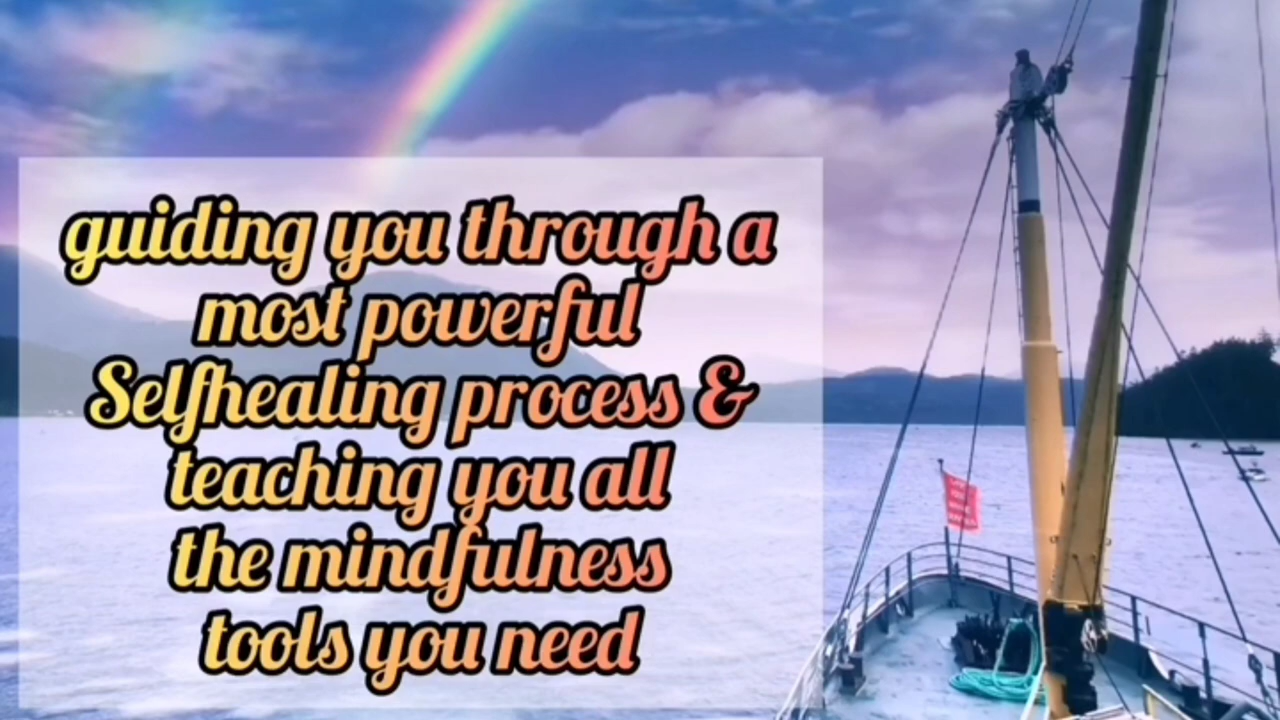 guiding you through a
most powerful
Selfhealing process &
teaching you all
the mindfulness
tools you need